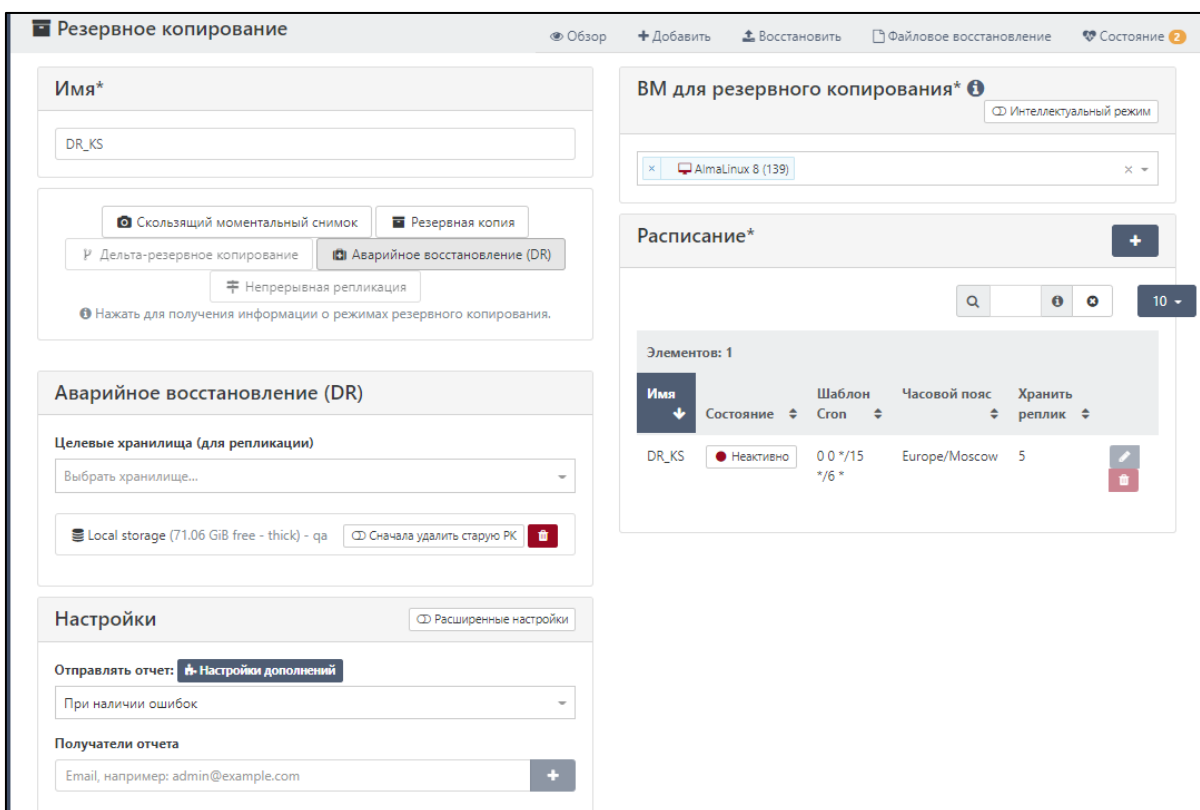 Резервное копирование
Обзор
Добавить
Восстановить
Файловое восстановление
Состояние 2
Имя*
DR_KS
Скользящий моментальный снимок
Резервная копия
Дельта-резервное копирование
Аварийное восстановление (DR)
Непрерывная репликация
Нажать для получения информации о режимах резервного копирования.
Аварийное восстановление (DR)
Целевые хранилища (для репликации)
Выбрать хранилище...
Local storage (71.06 GiB free - thick) - qa
Сначала удалить старую РК
Настройки
Расширенные настройки
Отправлять отчет:
Настройки дополнений
При наличии ошибок
Получатели отчета
Email, например: admin@example.com
ВМ для резервного копирования*
Интеллектуальный режим
AlmaLinux 8 (139)
Расписание*
10
Элементов: 1
Имя
Состояние
Шаблон Cron
Часовой пояс
Хранить реплик
DR_KS
Неактивно
0 0 */15
*/6 *
Europe/Moscow
5